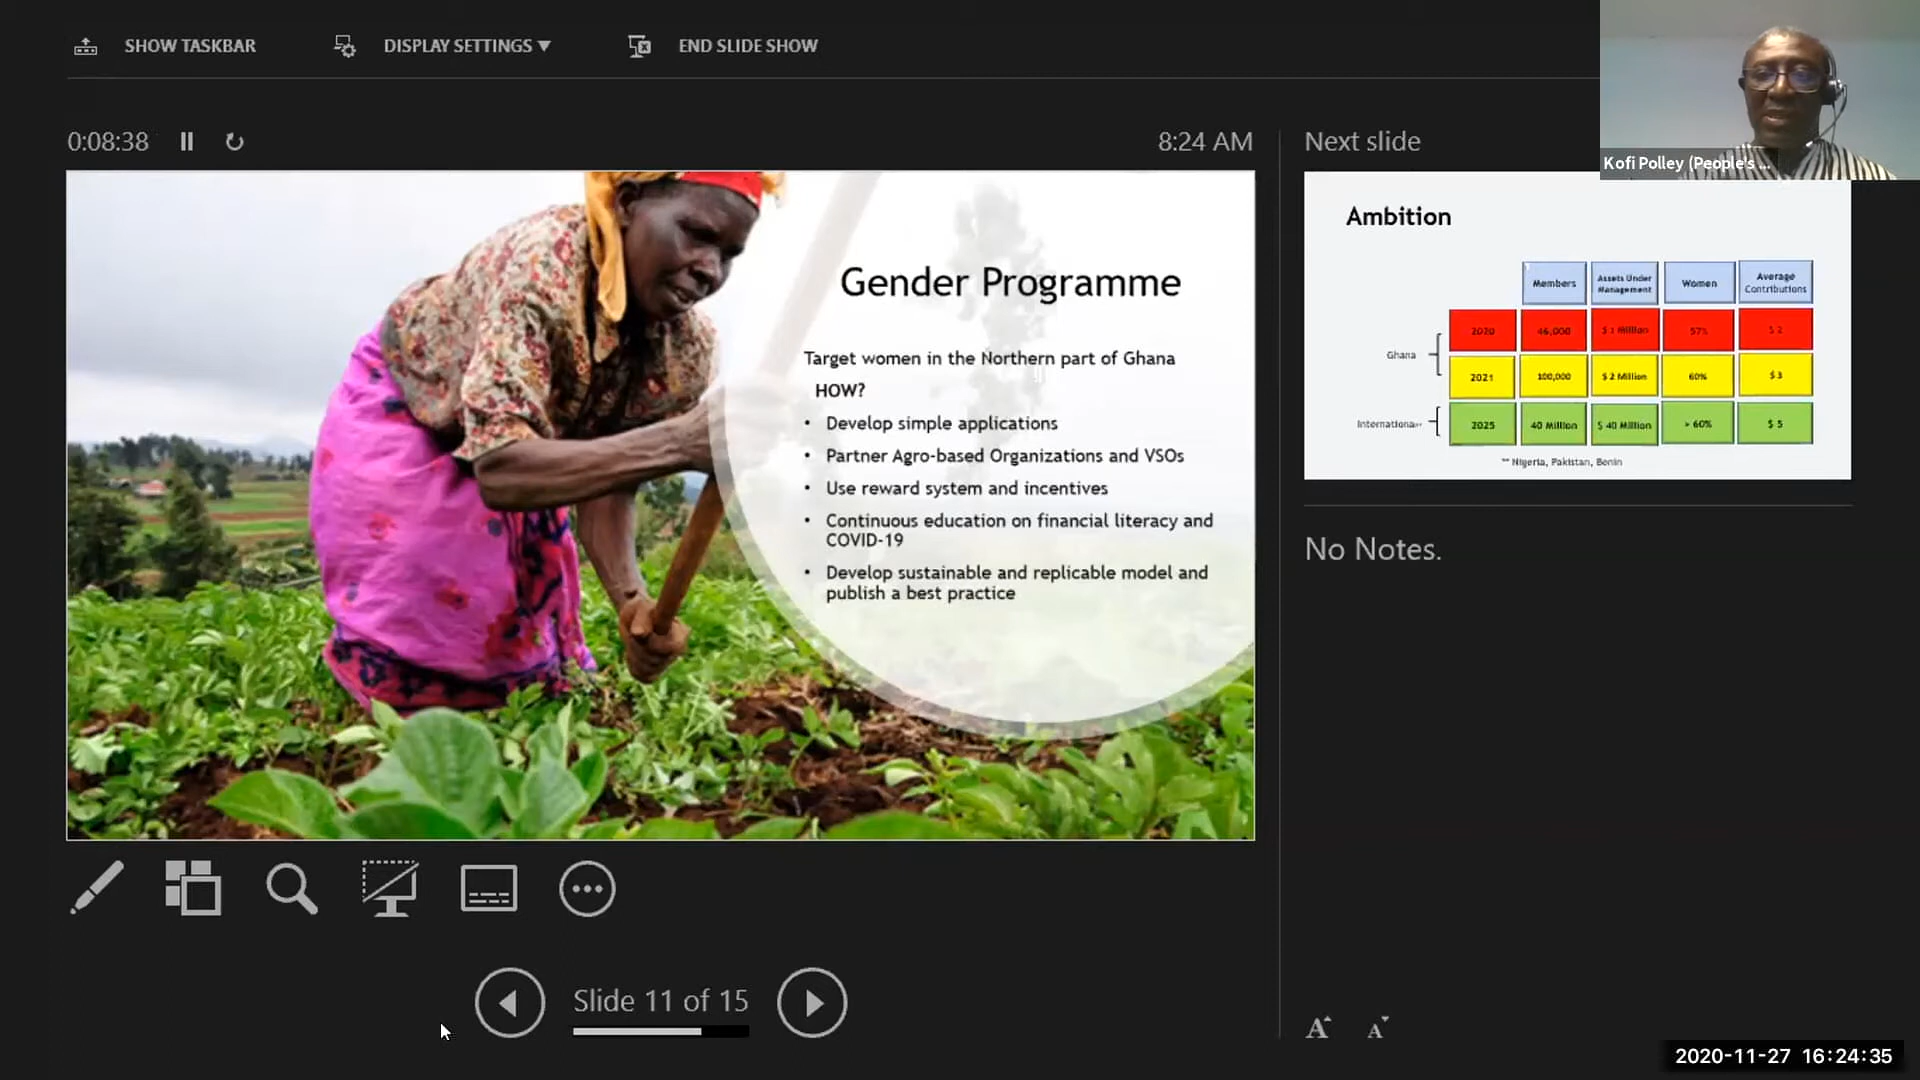 SHOW TASKBAR
DISPLAY SETTINGS
END SLIDE SHOW
0:08:38
8:24 AM
Next slide
Kofi Polley (People's ...
Gender Programme
Target women in the Northern part of Ghana
HOW?
• Develop simple applications
• Partner Agro-based Organizations and VSOs
• Use reward system and incentives
• Continuous education on financial literacy and
COVID-19
• Develop sustainable and replicable model and
publish a best practice
Ambition
Members
Assets Under
Management
Women
Average
Contributions
Ghana
2020 46,000 $ 1 Million 57% $ 2
2021 100,000 $ 2 Million 60% $ 3
International**
2025 40 Million $ 40 Million > 60% $ 5
** Nigeria, Pakistan, Benin
No Notes.
Slide 11 of 15
A A
2020-11-27 16:24:35